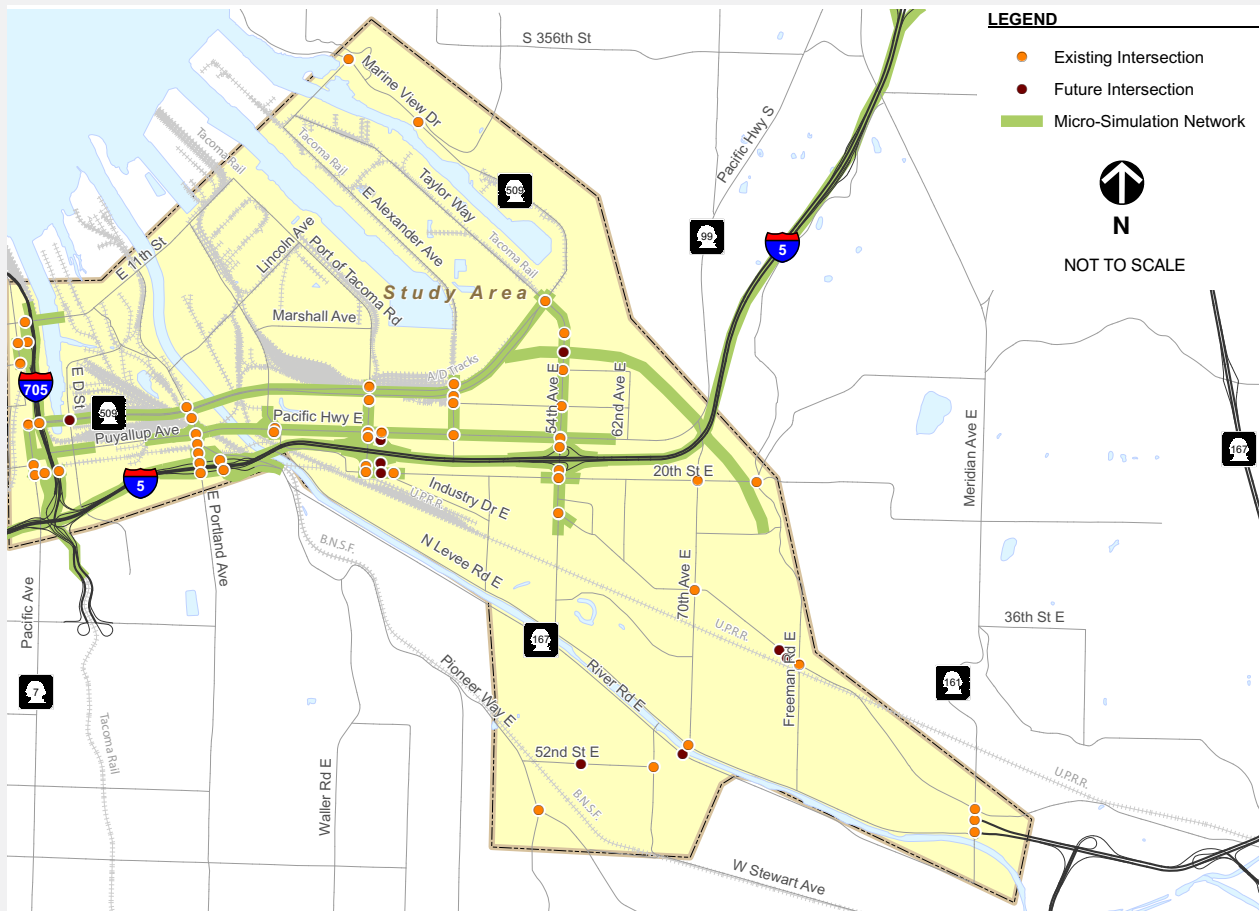 LEGEND
Existing Intersection
Future Intersection
Micro-Simulation Network
N
NOT TO SCALE
S 356th St
Marine View Dr
Pacific Hwy S
Tacoma Rail
Tacoma Rail
Taylor Way
509
E Alexander Ave
99
5
Lincoln Ave
Port of Tacoma Rd
Tacoma Rail
E 11th St
Study Area
Marshall Ave
A/D Tracks
E D St
705
509
Pacific Hwy E
54th Ave E
62nd Ave E
Puyallup Ave
Meridian Ave E
167
20th St E
5
Industry Dr E
U.P.R.R.
E Portland Ave
B.N.S.F.
N Levee Rd E
70th Ave E
Pacific Ave
U.P.R.R.
36th St E
167
Freeman Rd E
7
Pioneer Way E
River Rd E
161
Tacoma Rail
52nd St E
Waller Rd E
B.N.S.F.
U.P.R.R.
W Stewart Ave